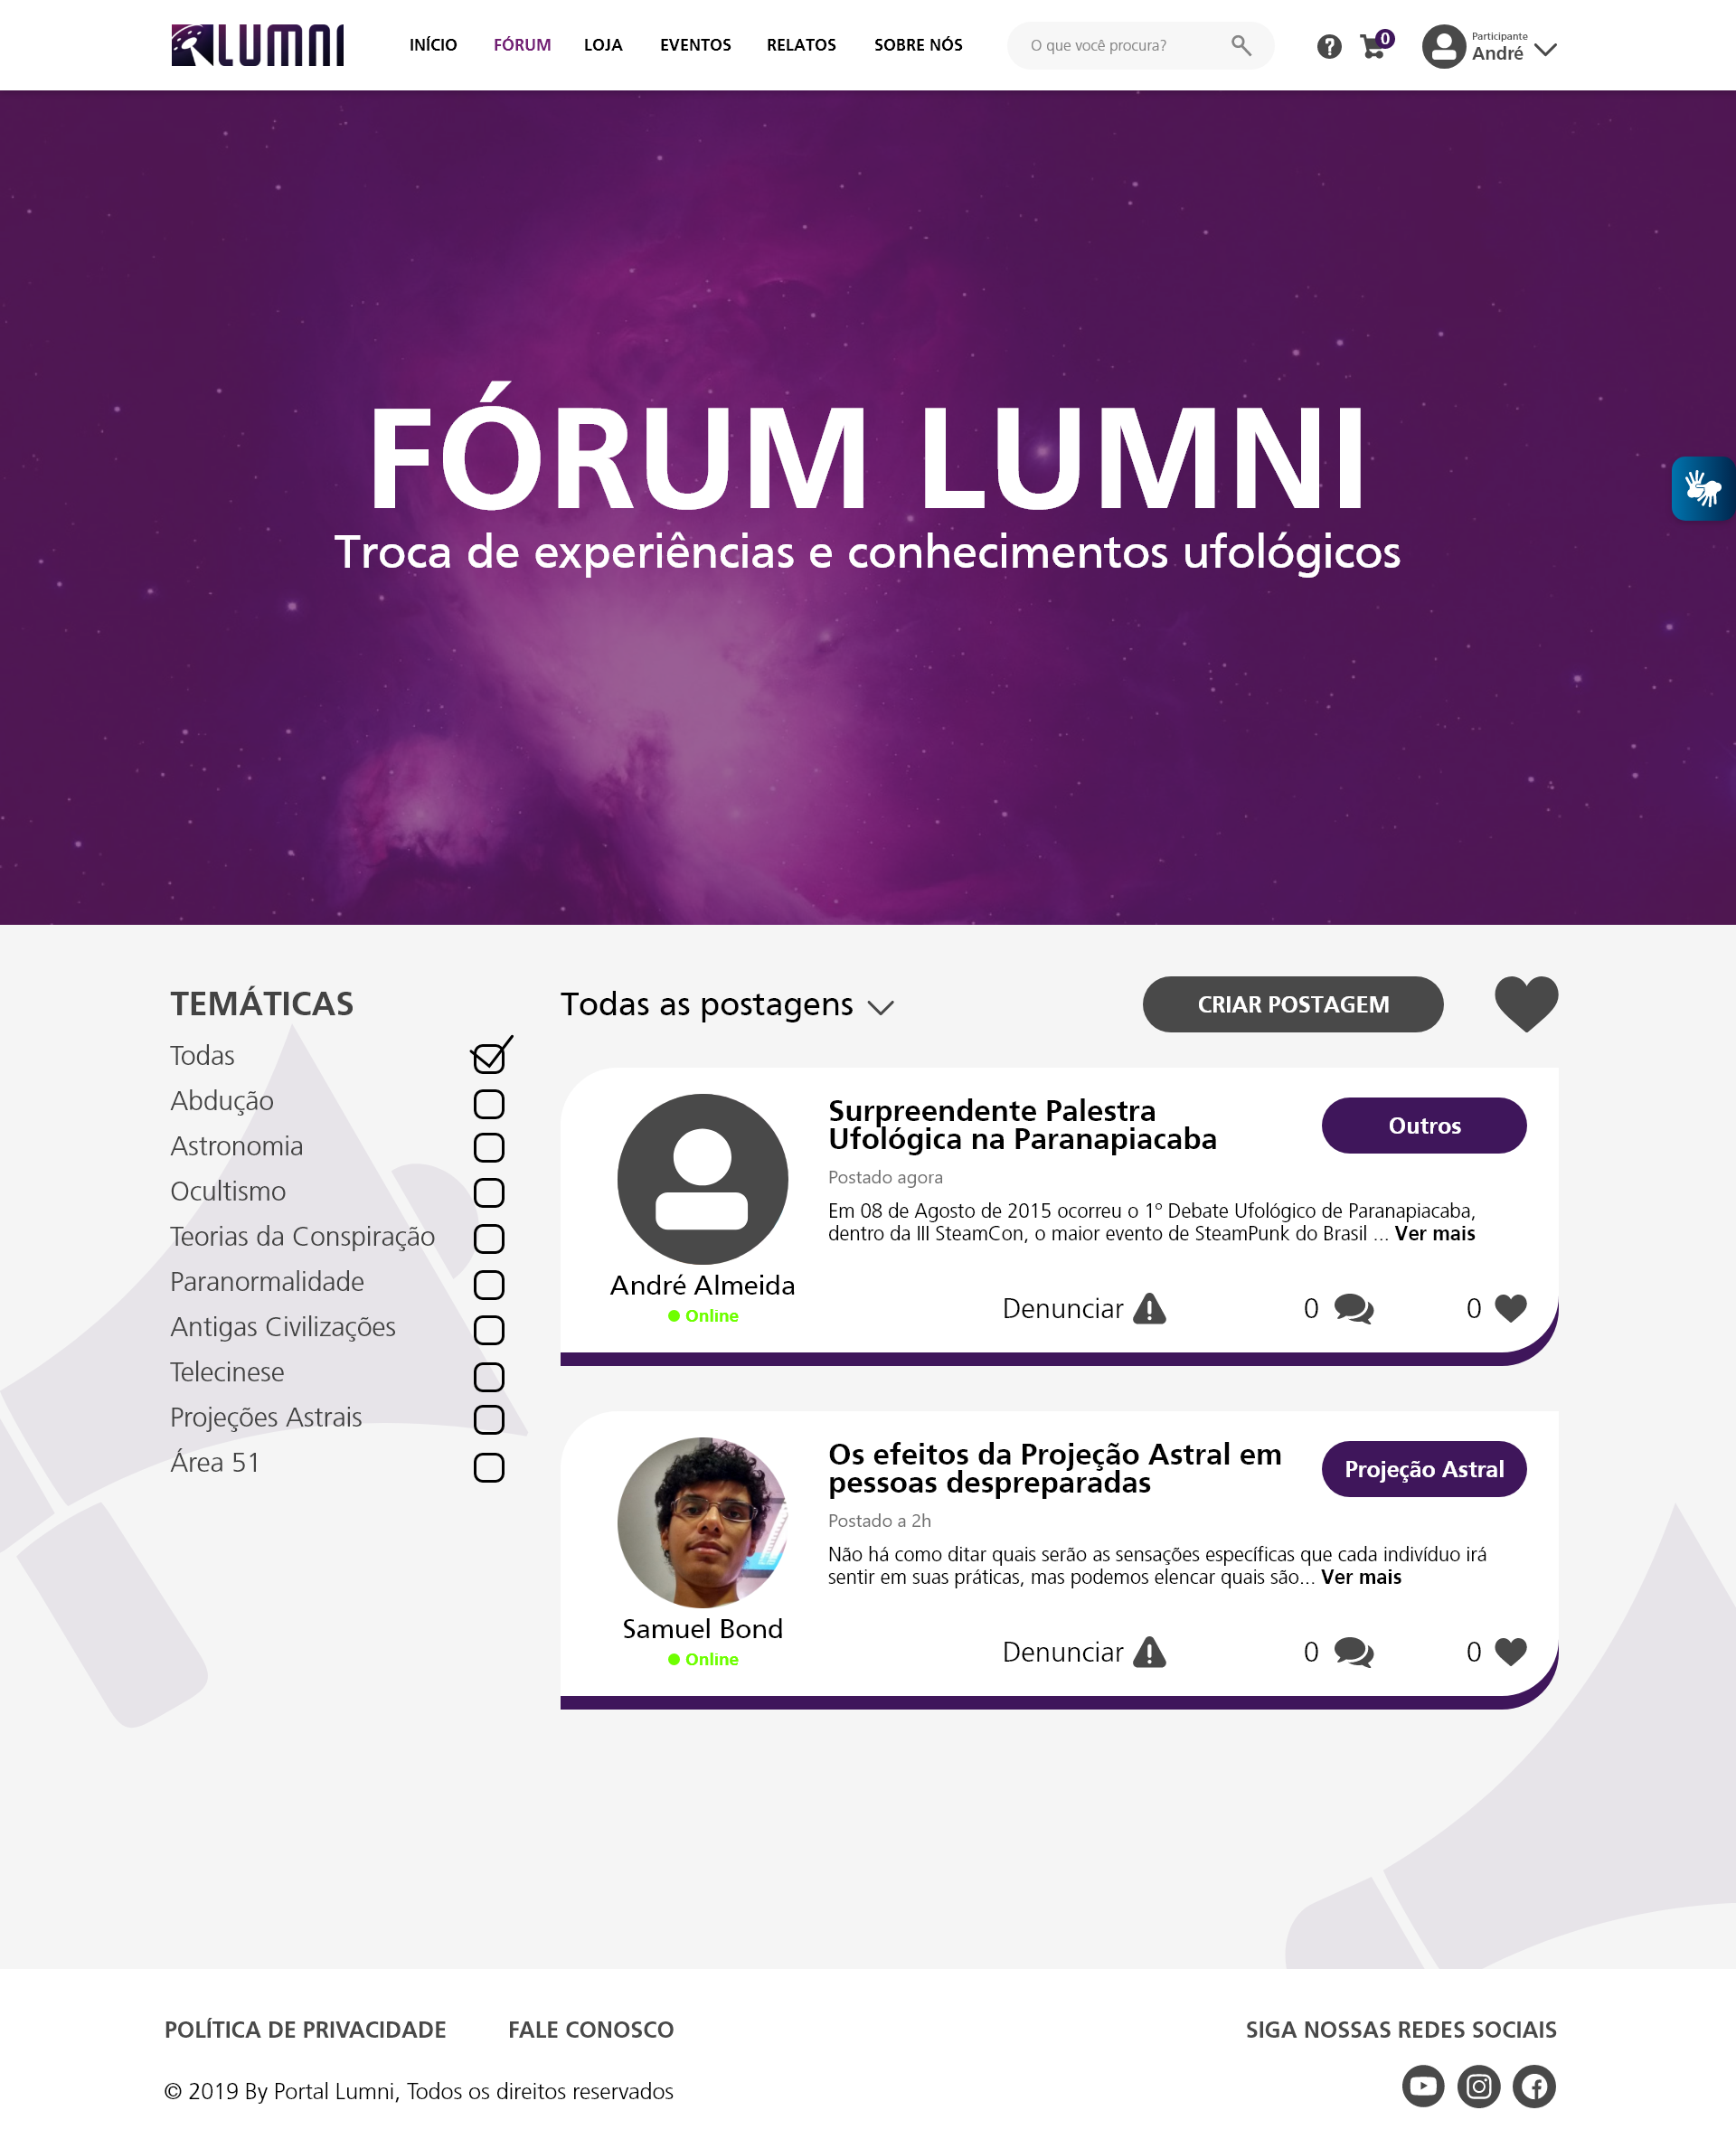 LUMNI
INÍCIO
FÓRUM
LOJA
EVENTOS
RELATOS
SOBRE NÓS
O que você procura?
?
0
Participante
André
FÓRUM LUMNI
Troca de experiências e conhecimentos ufológicos
TEMÁTICAS
Todas
Abdução
Astronomia
Ocultismo
Teorias da Conspiração
Paranormalidade
Antigas Civilizações
Telecinese
Projeções Astrais
Área 51
Todas as postagens
CRIAR POSTAGEM
Surpreendente Palestra
Ufológica na Paranapiacaba
Outros
Postado agora
Em 08 de Agosto de 2015 ocorreu o 1º Debate Ufológico de Paranapiacaba,
dentro da III SteamCon, o maior evento de SteamPunk do Brasil ... Ver mais
André Almeida
Online
Denunciar
0
0
Os efeitos da Projeção Astral em
pessoas despreparadas
Projeção Astral
Postado a 2h
Não há como ditar quais serão as sensações específicas que cada indivíduo irá
sentir em suas práticas, mas podemos elencar quais são... Ver mais
Samuel Bond
Online
Denunciar
0
0
POLÍTICA DE PRIVACIDADE
FALE CONOSCO
SIGA NOSSAS REDES SOCIAIS
© 2019 By Portal Lumni, Todos os direitos reservados